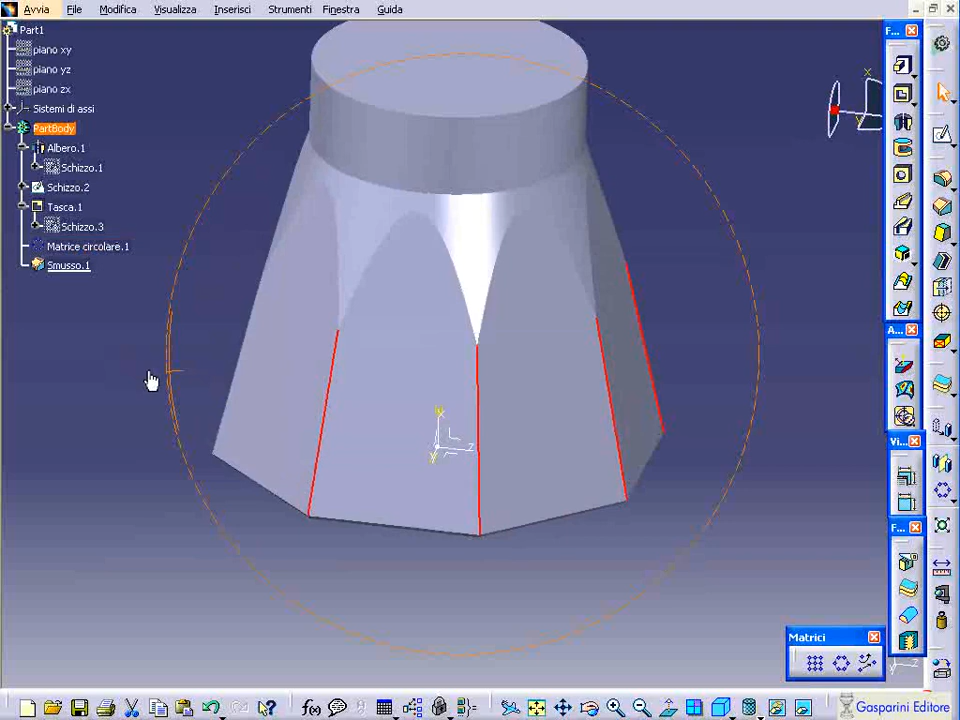 Avvia File Modifica Visualizza Inserisci Strumenti Finestra Guida
Part1
piano xy
piano yz
piano zx
Sistemi di assi
PartBody
Albero.1
Schizzo.1
Schizzo.2
Tasca.1
Schizzo.3
Matrice circolare.1
Smusso.1
F...
A...
Vi...
F...
Matrici
x
y
x
z
y
z
f(x)
Gasparini Editore